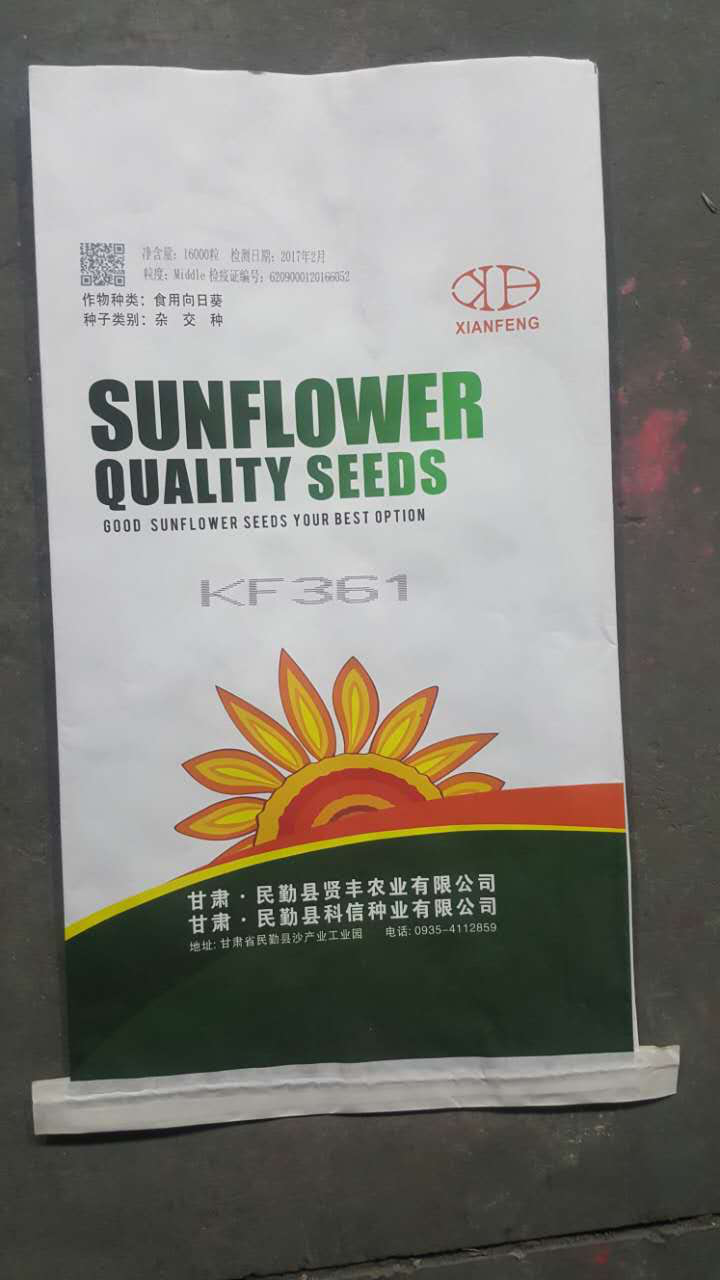 净含量：16000粒 检测日期：2017年2月
粒度：Middle 检疫证编号：6209000120166052
作物种类：食用向日葵
种子类别：杂 交 种
XIANFENG
SUNFLOWER
QUALITY SEEDS
GOOD SUNFLOWER SEEDS YOUR BEST OPTION
KF361
甘肃·民勤县贤丰农业有限公司
甘肃·民勤县科信种业有限公司
地址：甘肃省民勤县沙产业工业园 电话：0935-4112859